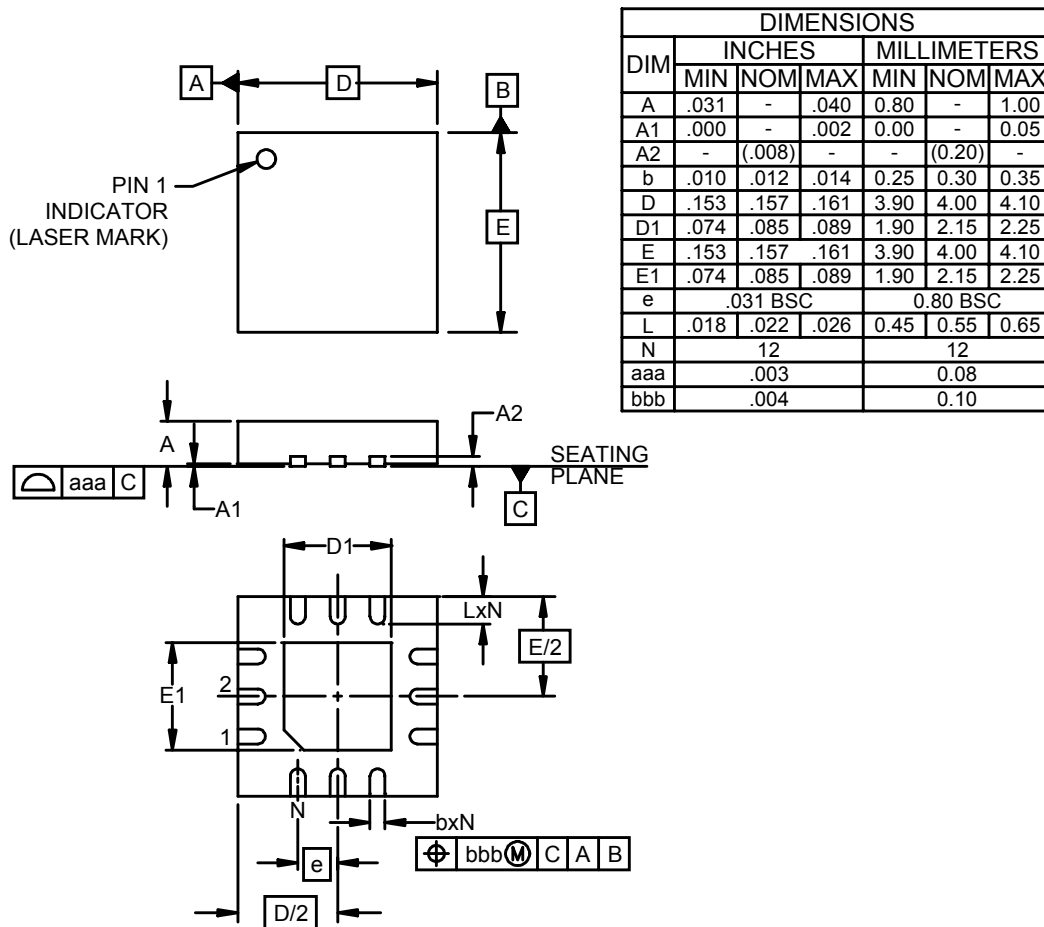 DIMENSIONS
DIM INCHES MILLIMETERS
MIN NOM MAX MIN NOM MAX
A .031 - .040 0.80 - 1.00
A1 .000 - .002 0.00 - 0.05
A2 - (.008) - - (0.20) -
b .010 .012 .014 0.25 0.30 0.35
D .153 .157 .161 3.90 4.00 4.10
D1 .074 .085 .089 1.90 2.15 2.25
E .153 .157 .161 3.90 4.00 4.10
E1 .074 .085 .089 1.90 2.15 2.25
e .031 BSC 0.80 BSC
L .018 .022 .026 0.45 0.55 0.65
N 12 12
aaa .003 0.08
bbb .004 0.10
A D B
PIN 1
INDICATOR
(LASER MARK)
E
A A2
SEATING
PLANE
aaa C
A1 C
D1
LxN
E/2
E1 2
1
N
bxN
bbb Ⓜ C A B
e
D/2